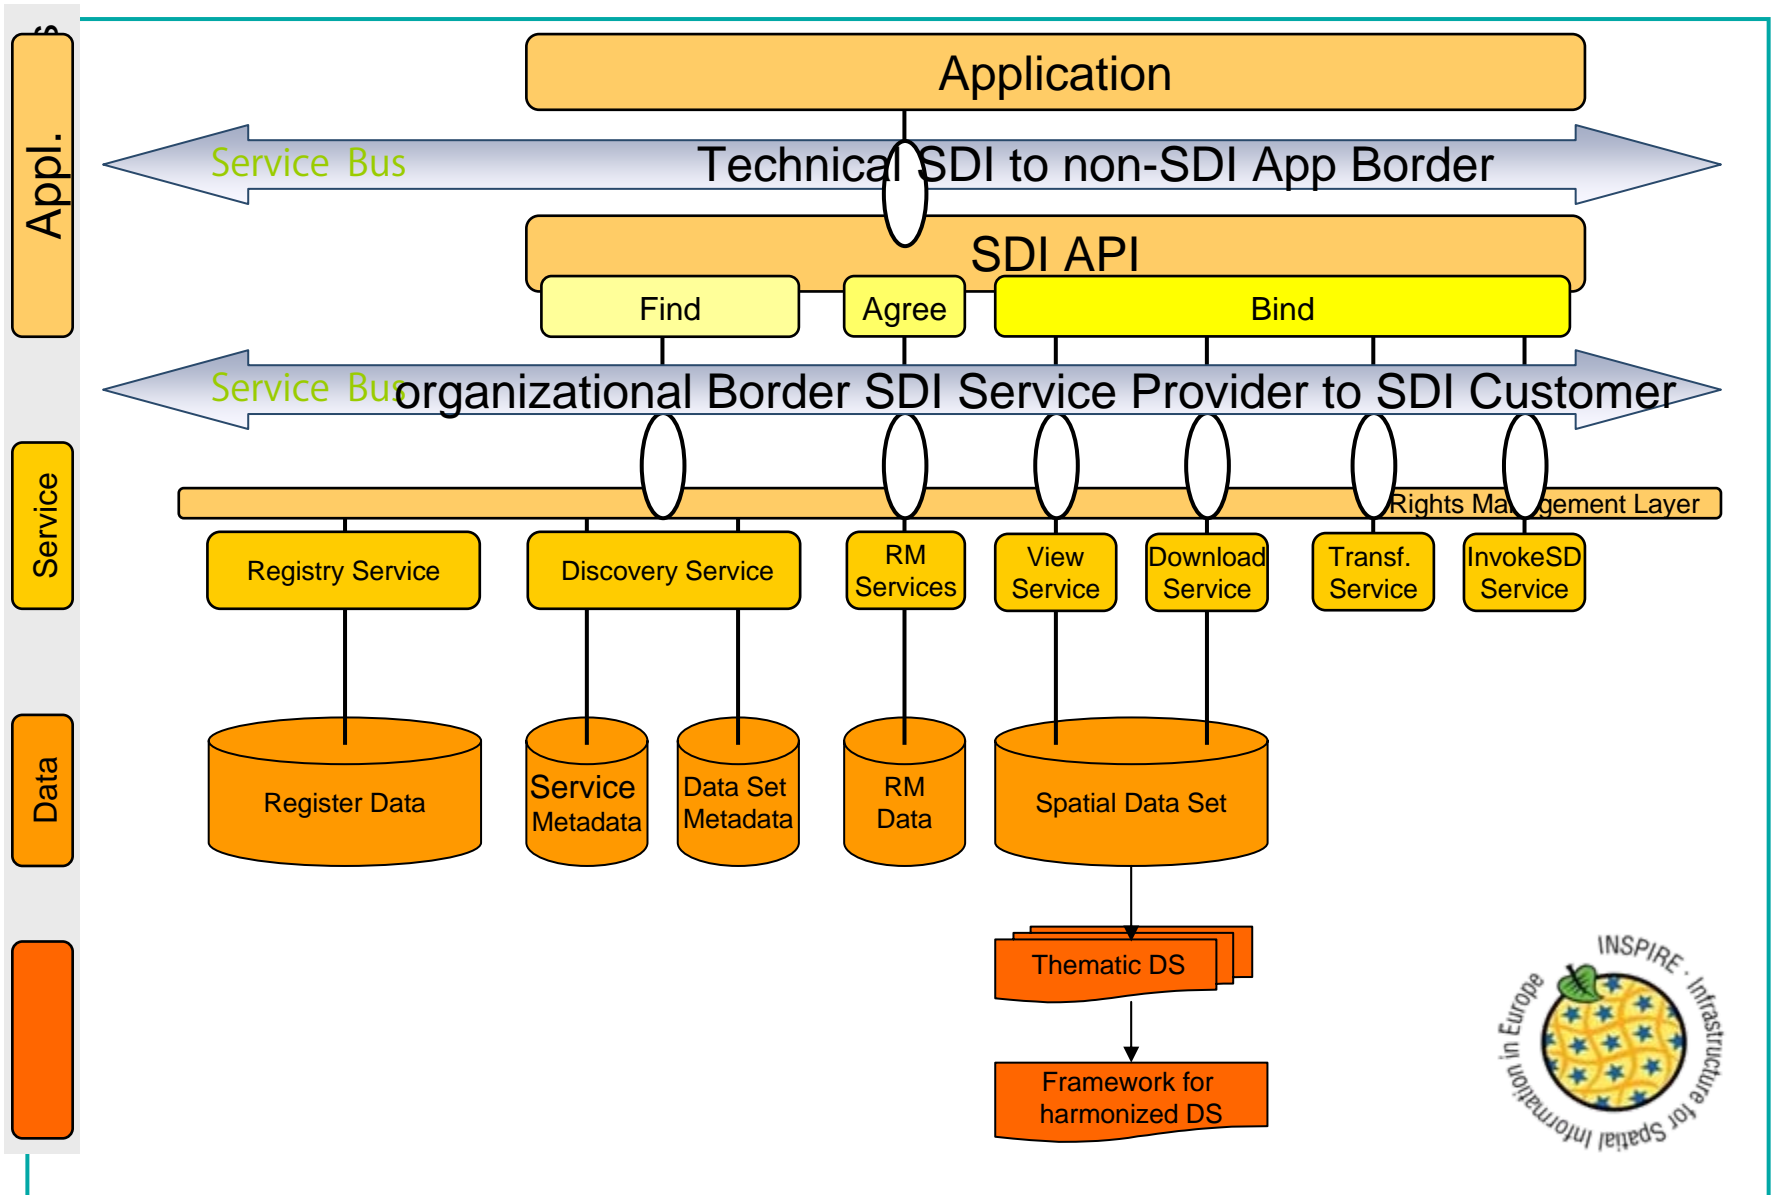 s
Appl.
Service
Data
Application
Service Bus
Technical SDI to non-SDI App Border
SDI API
Find
Agree
Bind
Service Bus
organizational Border SDI Service Provider to SDI Customer
Rights Management Layer
Registry Service
Discovery Service
RM
Services
View
Service
Download
Service
Transf.
Service
InvokeSD
Service
Register Data
Service
Metadata
Data Set
Metadata
RM
Data
Spatial Data Set
Thematic DS
Framework for
harmonized DS
INSPIRE · Infrastructure for Spatial Information in Europe